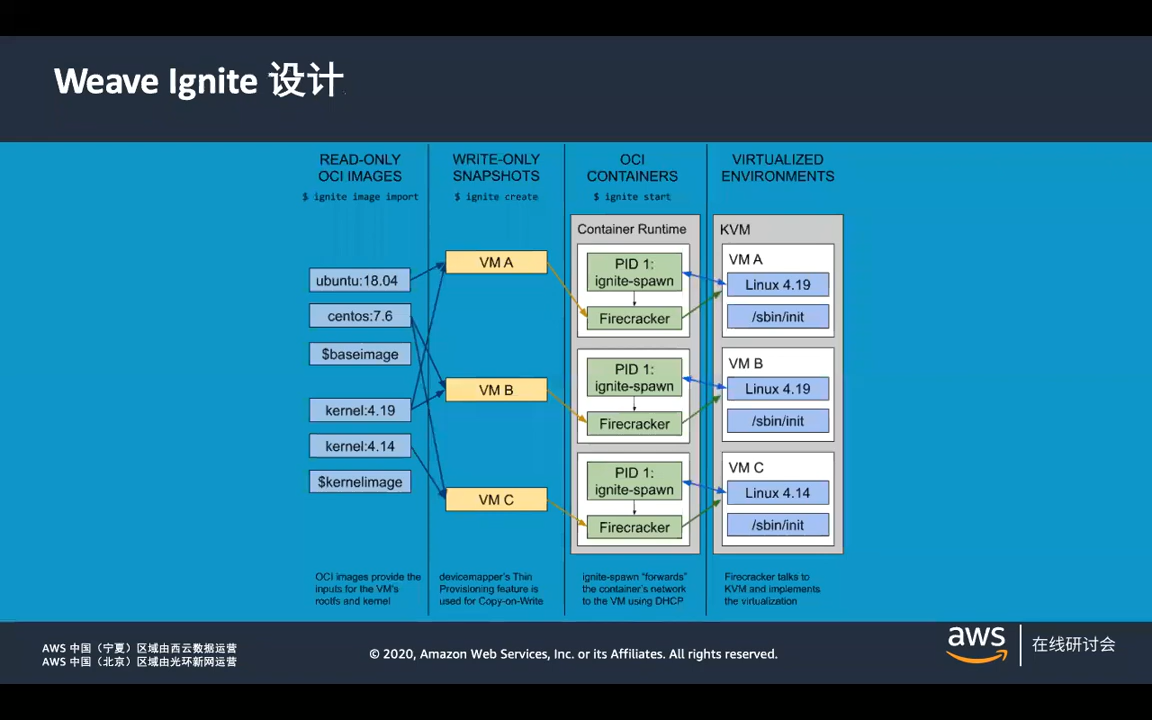 Weave Ignite 设计
READ-ONLY
OCI IMAGES
$ ignite image import
WRITE-ONLY
SNAPSHOTS
$ ignite create
OCI
CONTAINERS
$ ignite start
VIRTUALIZED
ENVIRONMENTS
ubuntu:18.04
centos:7.6
$baseimage
kernel:4.19
kernel:4.14
$kernelimage
VM A
VM B
VM C
Container Runtime
PID 1:
ignite-spawn
Firecracker
PID 1:
ignite-spawn
Firecracker
PID 1:
ignite-spawn
Firecracker
KVM
VM A
Linux 4.19
/sbin/init
VM B
Linux 4.19
/sbin/init
VM C
Linux 4.14
/sbin/init
OCI images provide the
inputs for the VM's
rootfs and kernel
devicemapper's Thin
Provisioning feature is
used for Copy-on-Write
ignite-spawn "forwards"
the container's network
to the VM using DHCP
Firecracker talks to
KVM and implements
the virtualization
AWS 中国（宁夏）区域由西云数据运营
AWS 中国（北京）区域由光环新网运营
© 2020, Amazon Web Services, Inc. or its Affiliates. All rights reserved.
aws
在线研讨会